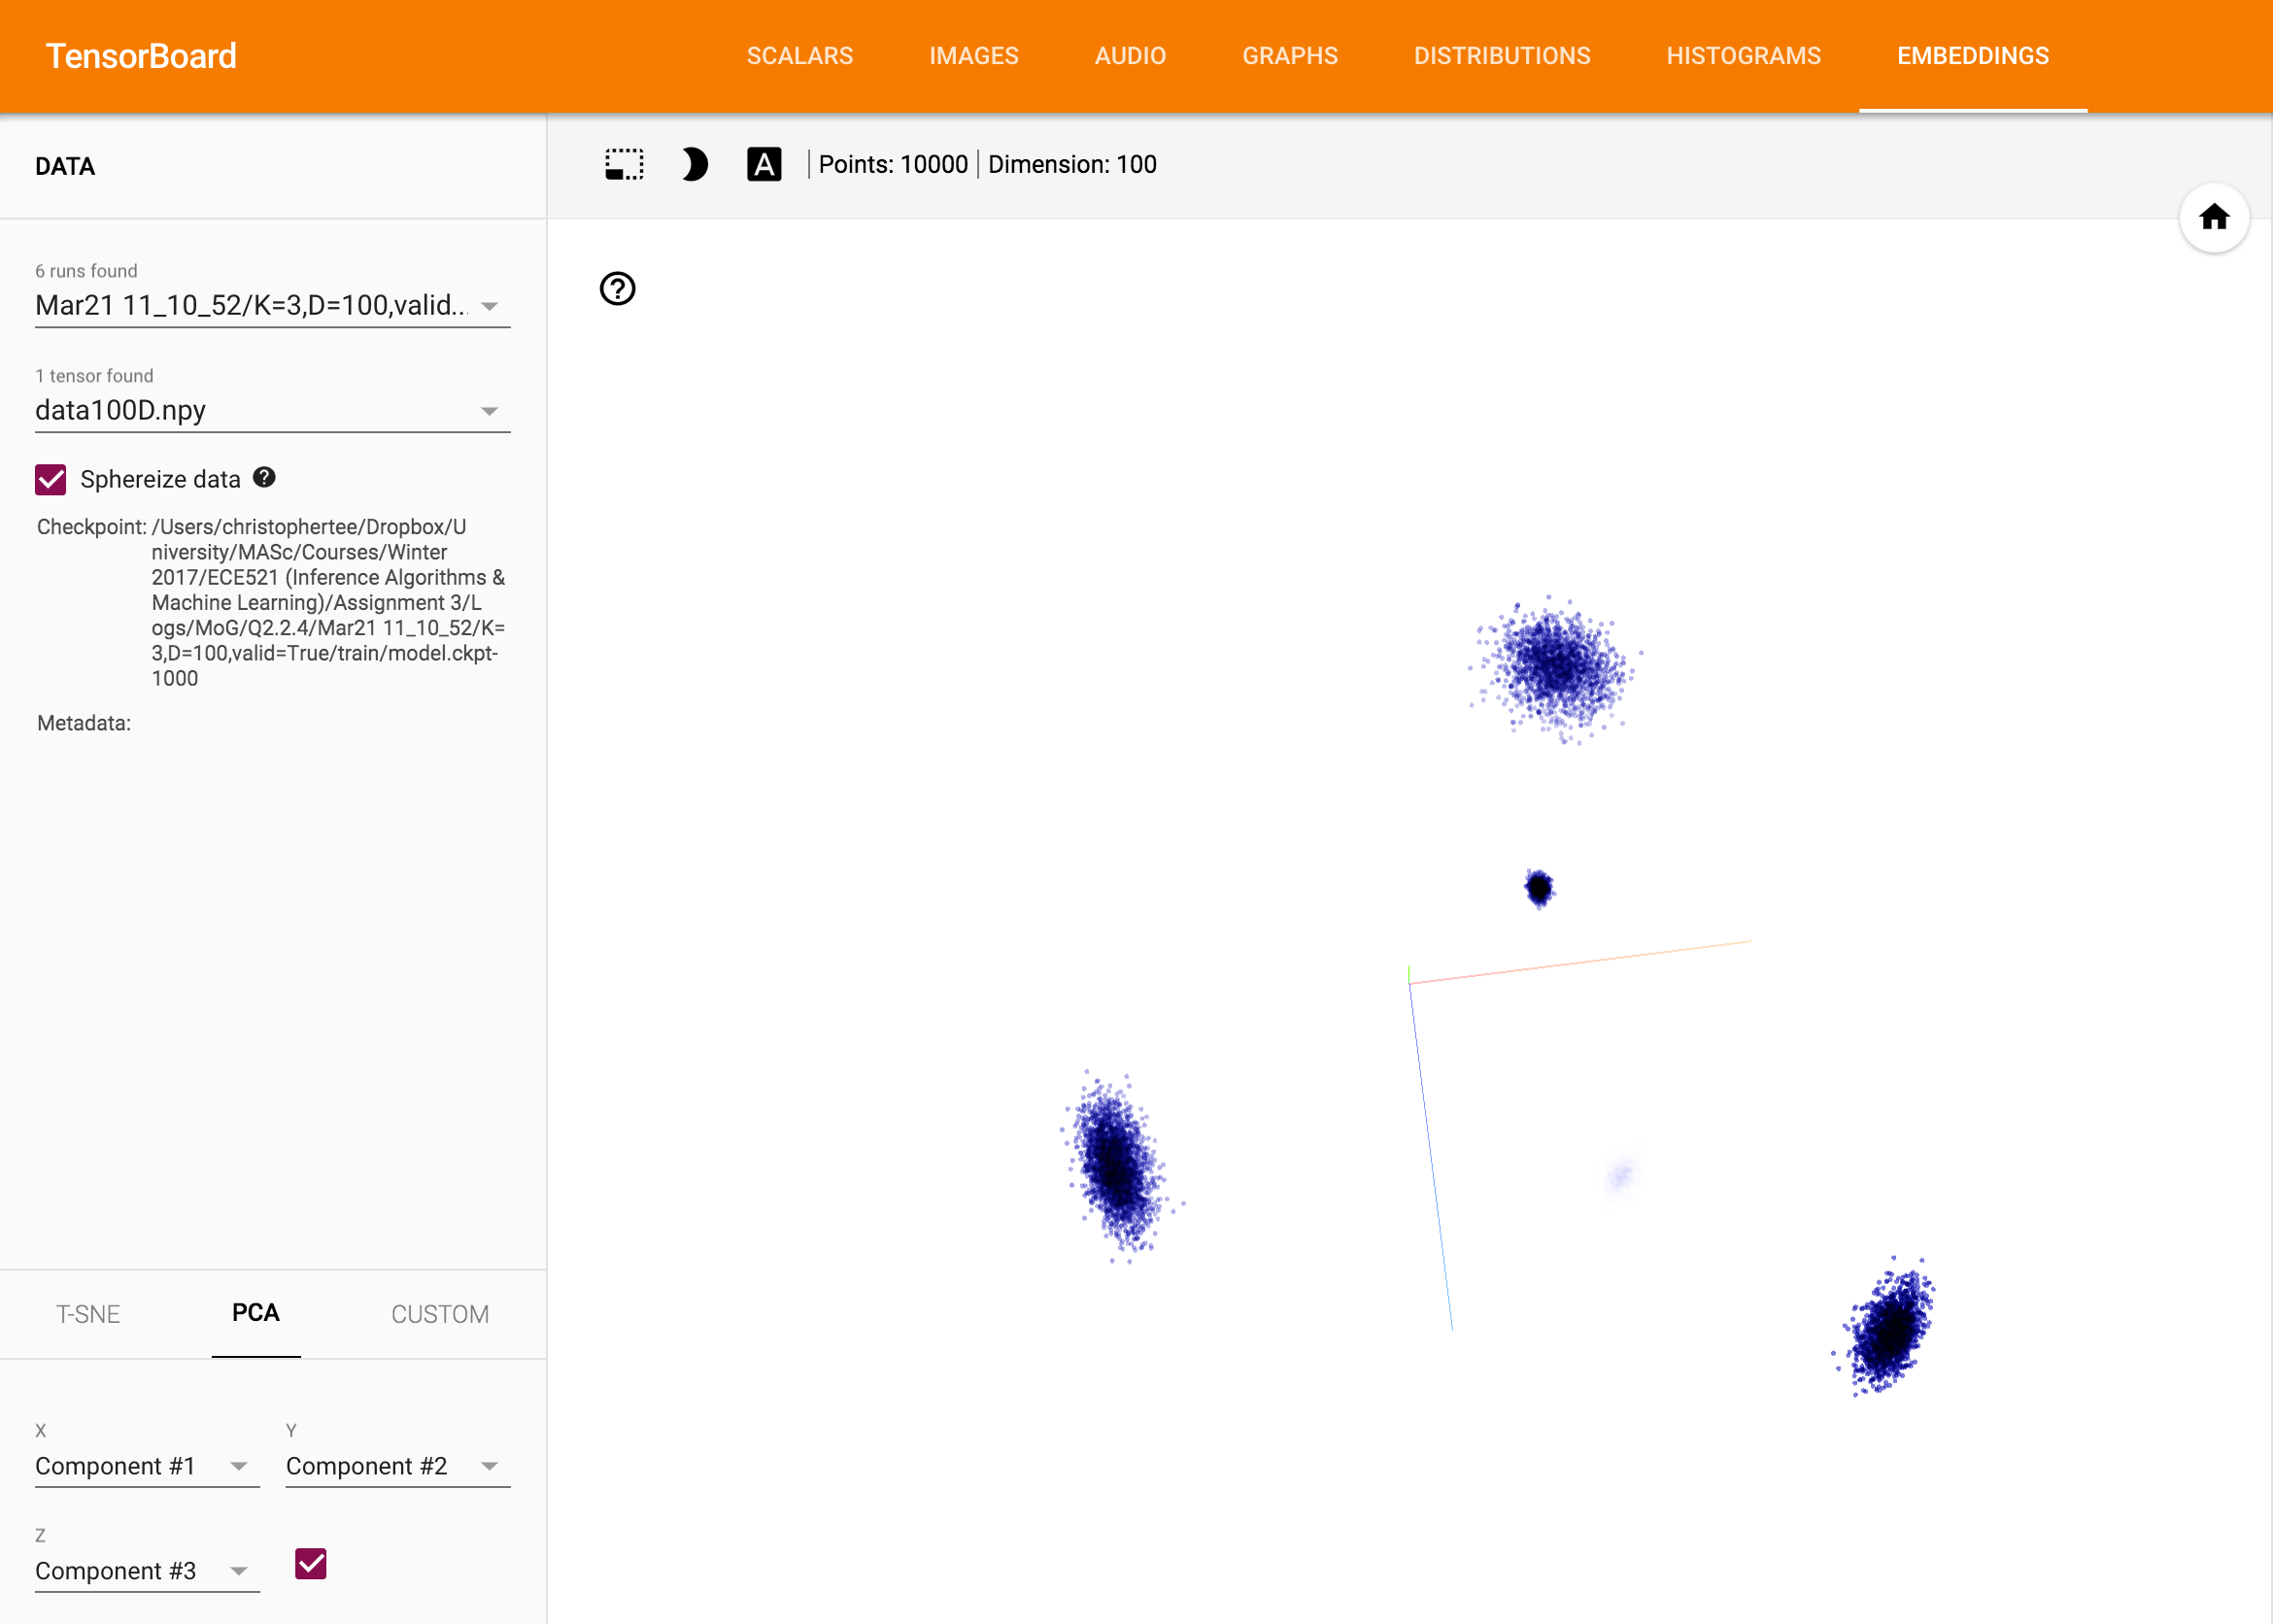 TensorBoard
SCALARS
IMAGES
AUDIO
GRAPHS
DISTRIBUTIONS
HISTOGRAMS
EMBEDDINGS
DATA
A
Points: 10000
Dimension: 100
6 runs found
Mar21 11_10_52/K=3,D=100,valid...
1 tensor found
data100D.npy
Sphereize data ?
Checkpoint: /Users/christophertee/Dropbox/U
niversity/MASc/Courses/Winter
2017/ECE521 (Inference Algorithms &
Machine Learning)/Assignment 3/L
ogs/MoG/Q2.2.4/Mar21 11_10_52/K=
3,D=100,valid=True/train/model.ckpt-
1000
Metadata:
?
T-SNE
PCA
CUSTOM
X
Component #1
Y
Component #2
Z
Component #3